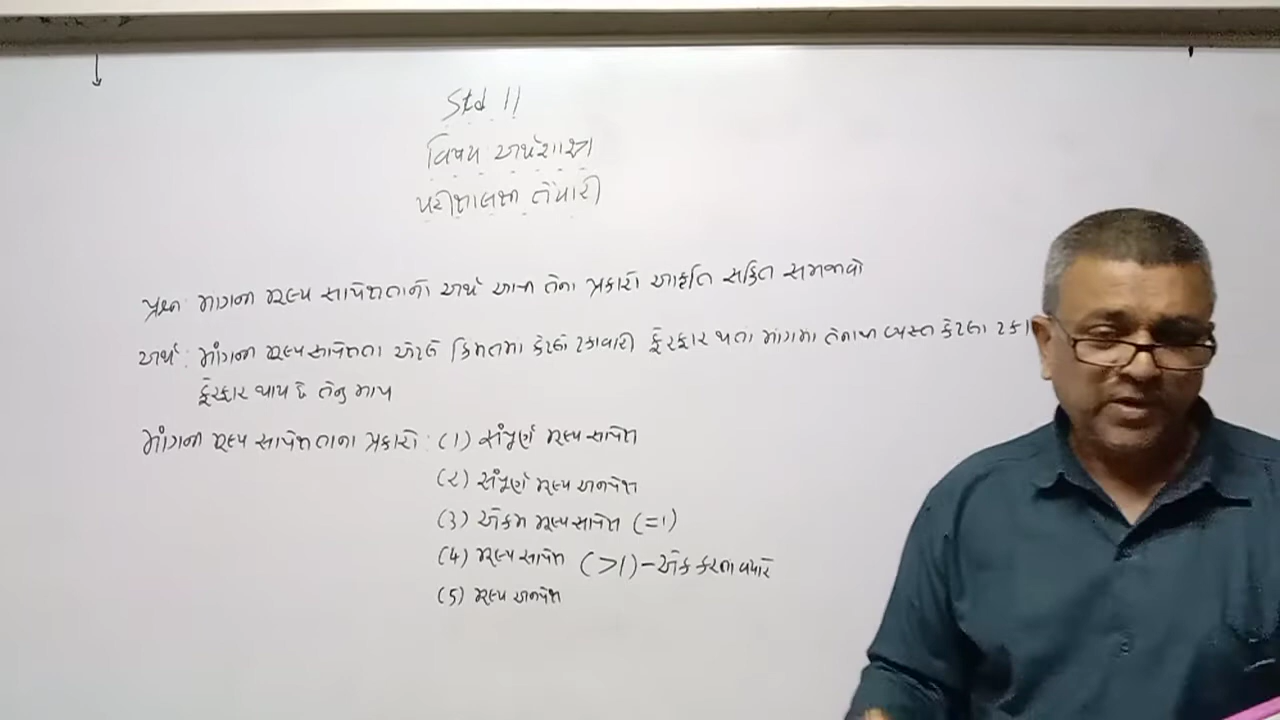 Std 11
વિષય અર્થશાસ્ત્ર
પરીક્ષાલક્ષી તૈયારી
પ્રશ્ન માંગની મૂલ્ય સાપેક્ષતાનો અર્થ આપી તેના પ્રકારો આકૃતિ સહિત સમજાવો
અર્થ : માંગની મૂલ્ય સાપેક્ષતા એટલે કિંમતમા કેટલા ટકાવારી ફેરફાર થતા માંગમા તેનાથી વ્યસ્ત કેટલા ટકા
ફેરફાર થાય છે તેનુ માપ
માંગની મૂલ્ય સાપેક્ષતાના પ્રકારો : (1) સંપૂર્ણ મૂલ્ય સાપેક્ષ
(2) સંપૂર્ણ મૂલ્ય અનપેક્ષ
(3) એકમ મૂલ્ય સાપેક્ષ (=1)
(4) મૂલ્ય સાપેક્ષ (>1) – એક કરતા વધારે
(5) મૂલ્ય અનપેક્ષ